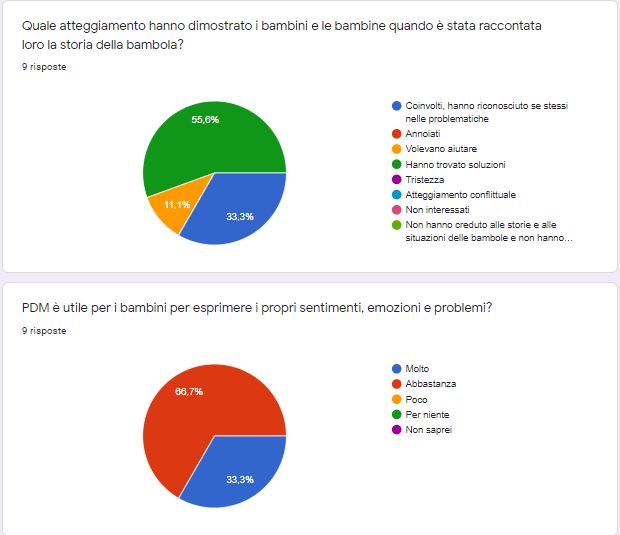 Quale atteggiamento hanno dimostrato i bambini e le bambine quando è stata raccontata
loro la storia della bambola?
9 risposte
55,6%
11,1%
33,3%
Coinvolti, hanno riconosciuto se stessi
nelle problematiche
Annoiati
Volevano aiutare
Hanno trovato soluzioni
Tristezza
Atteggiamento conflittuale
Non interessati
Non hanno creduto alle storie e alle
situazioni delle bambole e non hanno...
PDM è utile per i bambini per esprimere i propri sentimenti, emozioni e problemi?
9 risposte
66,7%
33,3%
Molto
Abbastanza
Poco
Per niente
Non saprei